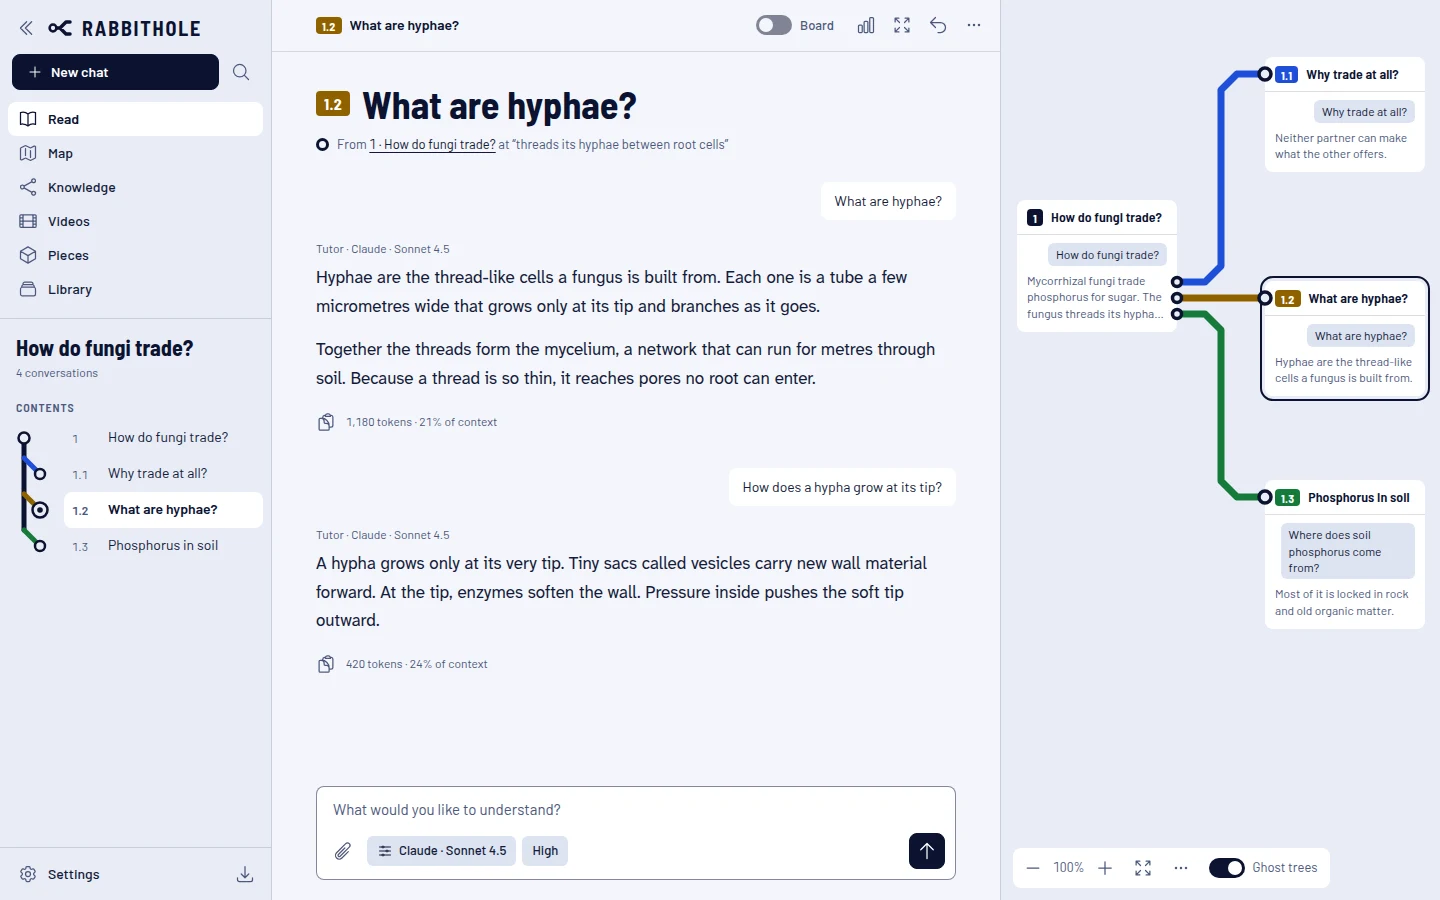 RABBITHOLE
New chat
Read
Map
Knowledge
Videos
Pieces
Library
How do fungi trade?
4 conversations
CONTENTS
1 How do fungi trade?
1.1 Why trade at all?
1.2 What are hyphae?
1.3 Phosphorus in soil
Settings
1.2 What are hyphae?
Board
1.2 What are hyphae?
From 1 · How do fungi trade? at “threads its hyphae between root cells”
What are hyphae?
Tutor · Claude · Sonnet 4.5
Hyphae are the thread-like cells a fungus is built from. Each one is a tube a few
micrometres wide that grows only at its tip and branches as it goes.
Together the threads form the mycelium, a network that can run for metres through
soil. Because a thread is so thin, it reaches pores no root can enter.
1,180 tokens · 21% of context
How does a hypha grow at its tip?
Tutor · Claude · Sonnet 4.5
A hypha grows only at its very tip. Tiny sacs called vesicles carry new wall material
forward. At the tip, enzymes soften the wall. Pressure inside pushes the soft tip
outward.
420 tokens · 24% of context
What would you like to understand?
Claude · Sonnet 4.5
High
1 How do fungi trade?
How do fungi trade?
Mycorrhizal fungi trade
phosphorus for sugar. The
fungus threads its hypha...
1.1 Why trade at all?
Why trade at all?
Neither partner can make
what the other offers.
1.2 What are hyphae?
What are hyphae?
Hyphae are the thread-like
cells a fungus is built from.
1.3 Phosphorus in soil
Where does soil
phosphorus come
from?
Most of it is locked in rock
and old organic matter.
100%
Ghost trees